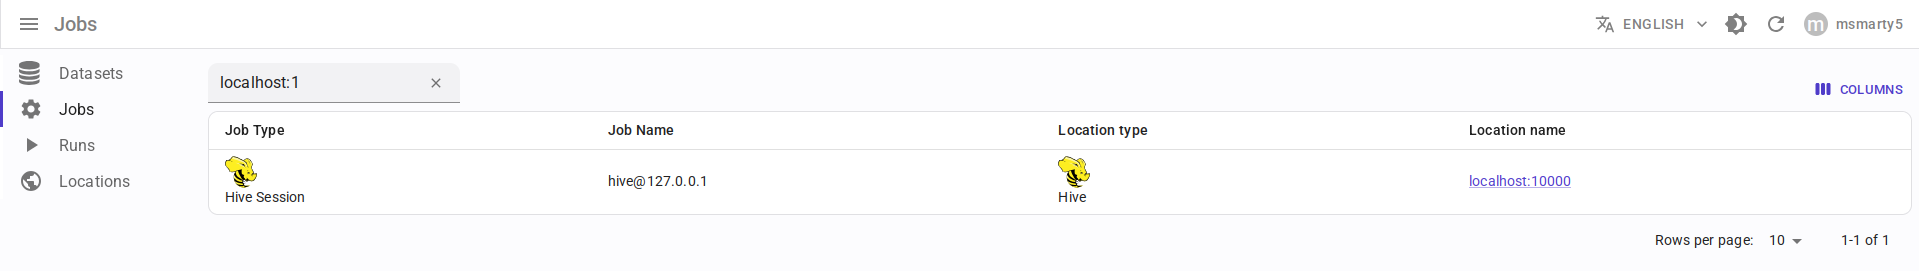 Jobs
ENGLISH
m
msmarty5
Datasets
Jobs
Runs
Locations
localhost:1
COLUMNS
Job Type Job Name Location type Location name
Hive Session hive@127.0.0.1 Hive localhost:10000
Rows per page: 10 1-1 of 1